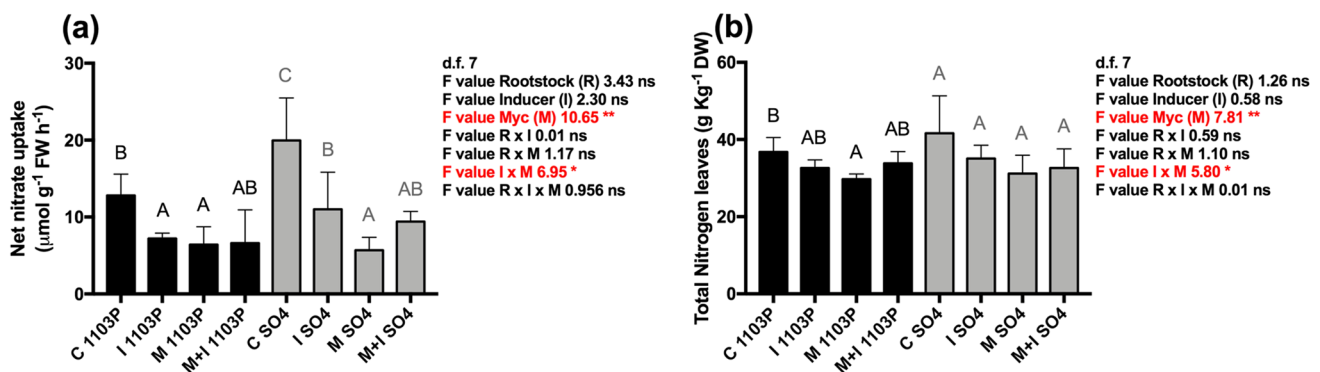 (a)
Net nitrate uptake
(µmol g⁻¹ FW h⁻¹)
30
20
10
0
B
A
A
AB
C
B
A
AB
C 1103P
I 1103P
M 1103P
M+I 1103P
C SO4
I SO4
M SO4
M+I SO4
d.f. 7
F value Rootstock (R) 3.43 ns
F value Inducer (I) 2.30 ns
F value Myc (M) 10.65 **
F value R x I 0.01 ns
F value R x M 1.17 ns
F value I x M 6.95 *
F value R x I x M 0.956 ns
(b)
Total Nitrogen leaves (g Kg⁻¹ DW)
60
40
20
0
B
AB
A
AB
A
A
A
A
C 1103P
I 1103P
M 1103P
M+I 1103P
C SO4
I SO4
M SO4
M+I SO4
d.f. 7
F value Rootstock (R) 1.26 ns
F value Inducer (I) 0.58 ns
F value Myc (M) 7.81 **
F value R x I 0.59 ns
F value R x M 1.10 ns
F value I x M 5.80 *
F value R x I x M 0.01 ns